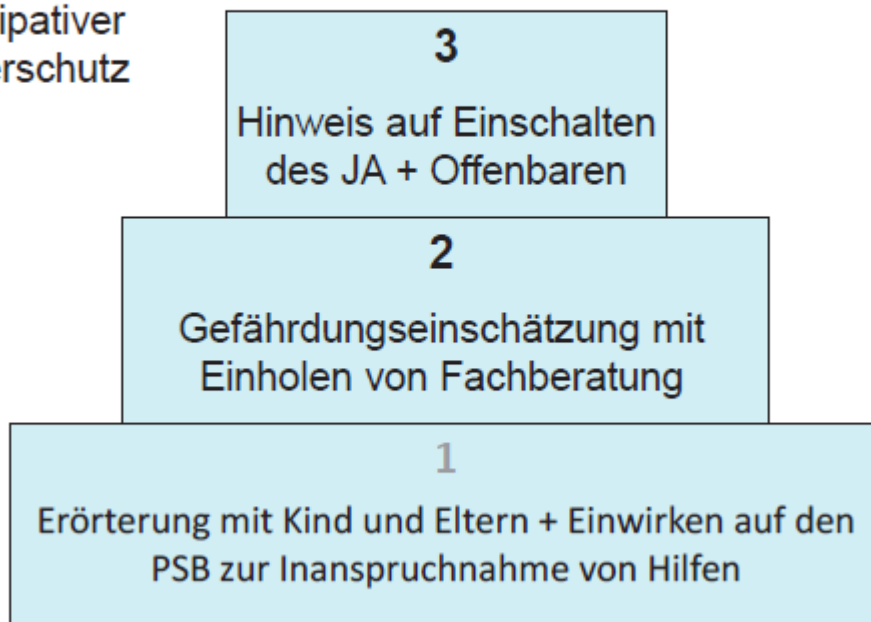 ipativer
erschutz
3
Hinweis auf Einschalten
des JA + Offenbaren
2
Gefährdungseinschätzung mit
Einholen von Fachberatung
1
Erörterung mit Kind und Eltern + Einwirken auf den
PSB zur Inanspruchnahme von Hilfen